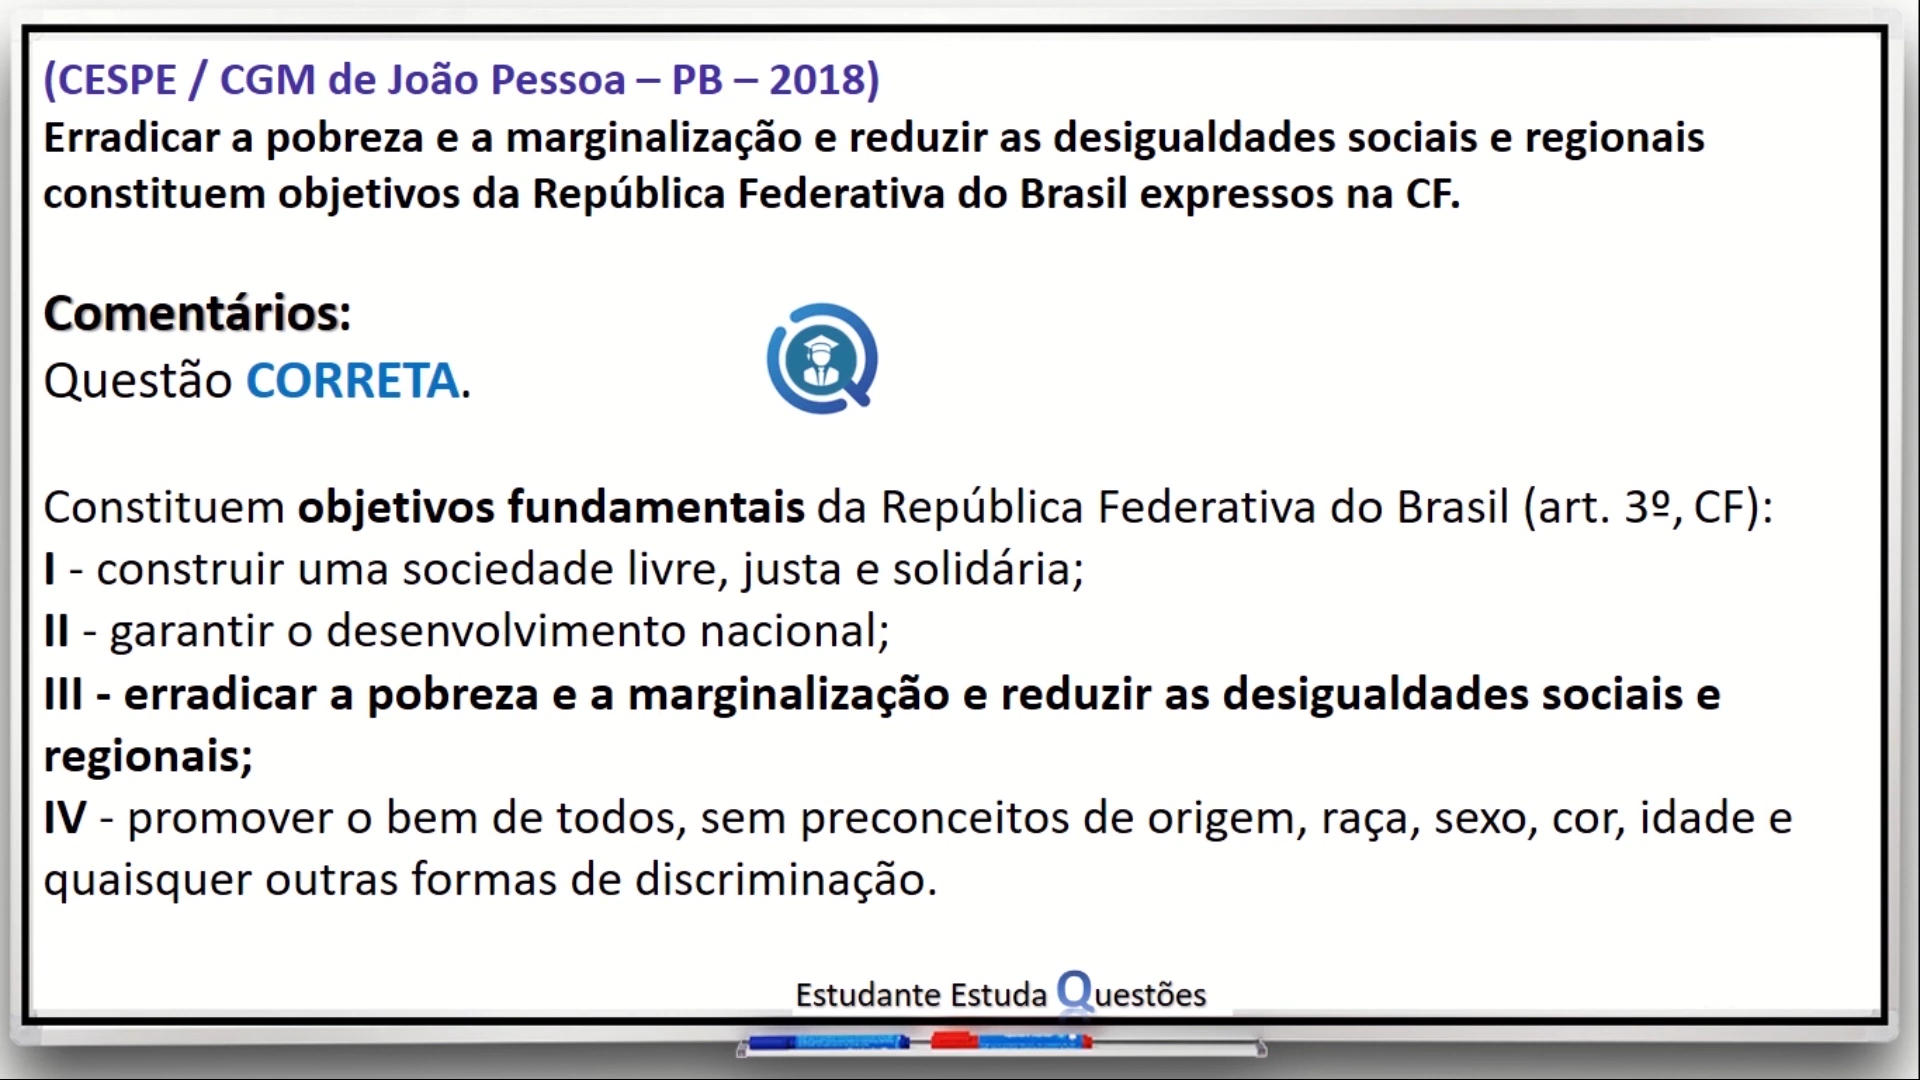 (CESPE / CGM de João Pessoa – PB – 2018)
Erradicar a pobreza e a marginalização e reduzir as desigualdades sociais e regionais
constituem objetivos da República Federativa do Brasil expressos na CF.
Comentários:
Questão CORRETA.
Constituem objetivos fundamentais da República Federativa do Brasil (art. 3º, CF):
I - construir uma sociedade livre, justa e solidária;
II - garantir o desenvolvimento nacional;
III - erradicar a pobreza e a marginalização e reduzir as desigualdades sociais e
regionais;
IV - promover o bem de todos, sem preconceitos de origem, raça, sexo, cor, idade e
quaisquer outras formas de discriminação.
Estudante Estuda Questões